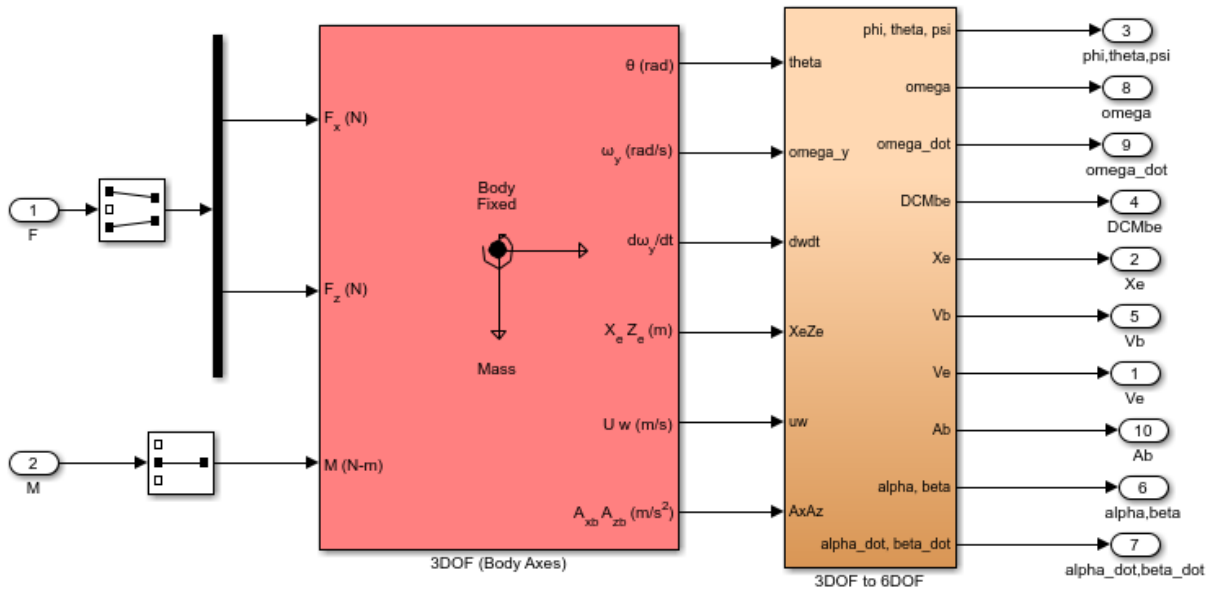 1
F
2
M
F_x (N)
F_z (N)
M (N-m)
Body
Fixed
Mass
θ (rad)
ω_y (rad/s)
dω_y/dt
X_e Z_e (m)
U w (m/s)
A_xb A_zb (m/s²)
3DOF (Body Axes)
theta
omega_y
dwdt
XeZe
uw
AxAz
phi, theta, psi
omega
omega_dot
DCMbe
Xe
Vb
Ve
Ab
alpha, beta
alpha_dot, beta_dot
3DOF to 6DOF
3
phi,theta,psi
8
omega
9
omega_dot
4
DCMbe
2
Xe
5
Vb
1
Ve
10
Ab
6
alpha,beta
7
alpha_dot,beta_dot